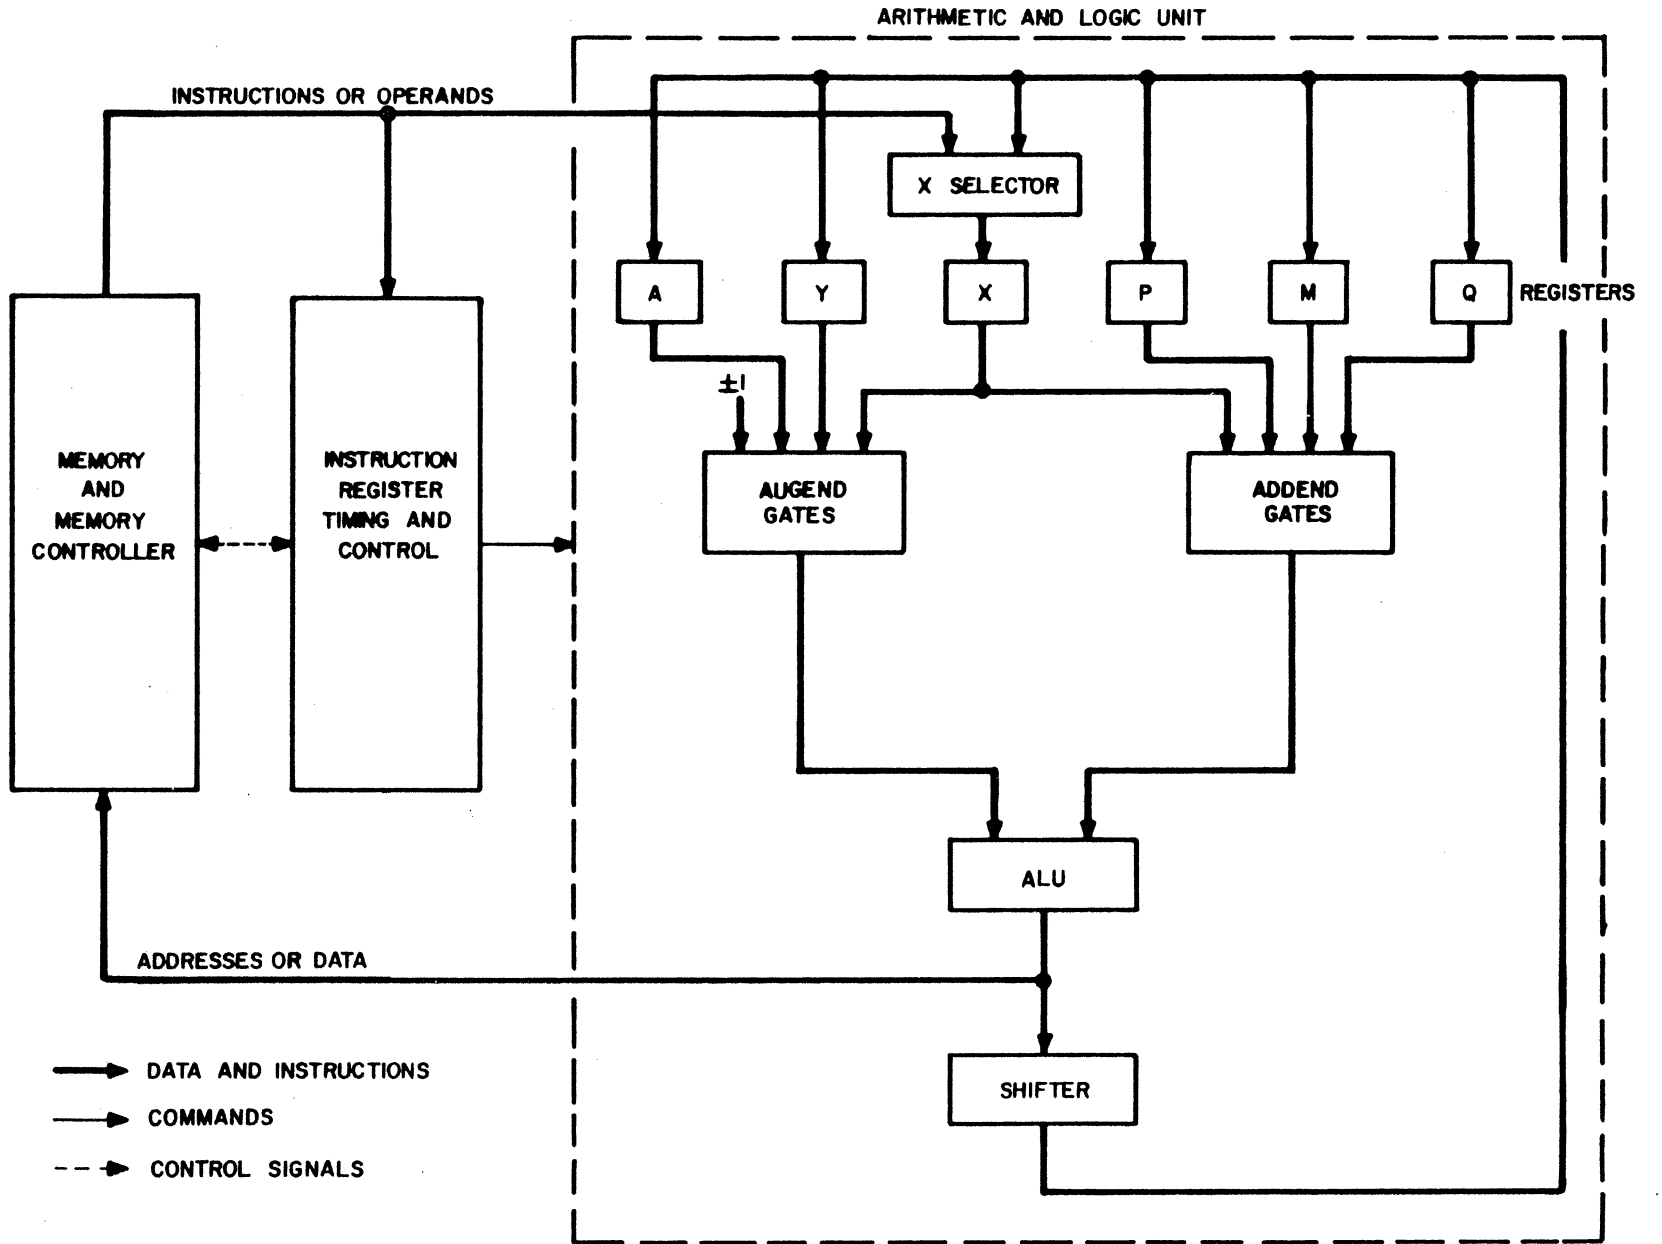 ARITHMETIC AND LOGIC UNIT
INSTRUCTIONS OR OPERANDS
X SELECTOR
A
Y
X
P
M
Q
REGISTERS
±1
MEMORY
AND
MEMORY
CONTROLLER
INSTRUCTION
REGISTER
TIMING AND
CONTROL
AUGEND
GATES
ADDEND
GATES
ALU
ADDRESSES OR DATA
SHIFTER
DATA AND INSTRUCTIONS
COMMANDS
CONTROL SIGNALS